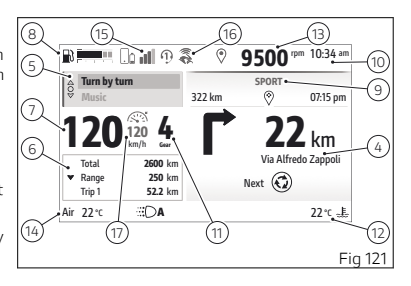 15
16
13
8
9500 rpm 10:34 am
10
5
Turn by turn
Music
SPORT
9
322 km
07:15 pm
7
120
120
km/h
4
Gear
22 km
Via Alfredo Zappoli
4
6
Total 2600 km
Range 250 km
Trip 1 52.2 km
Next
14
Air 22 °C
A
22 °C
17
11
12
Fig 121